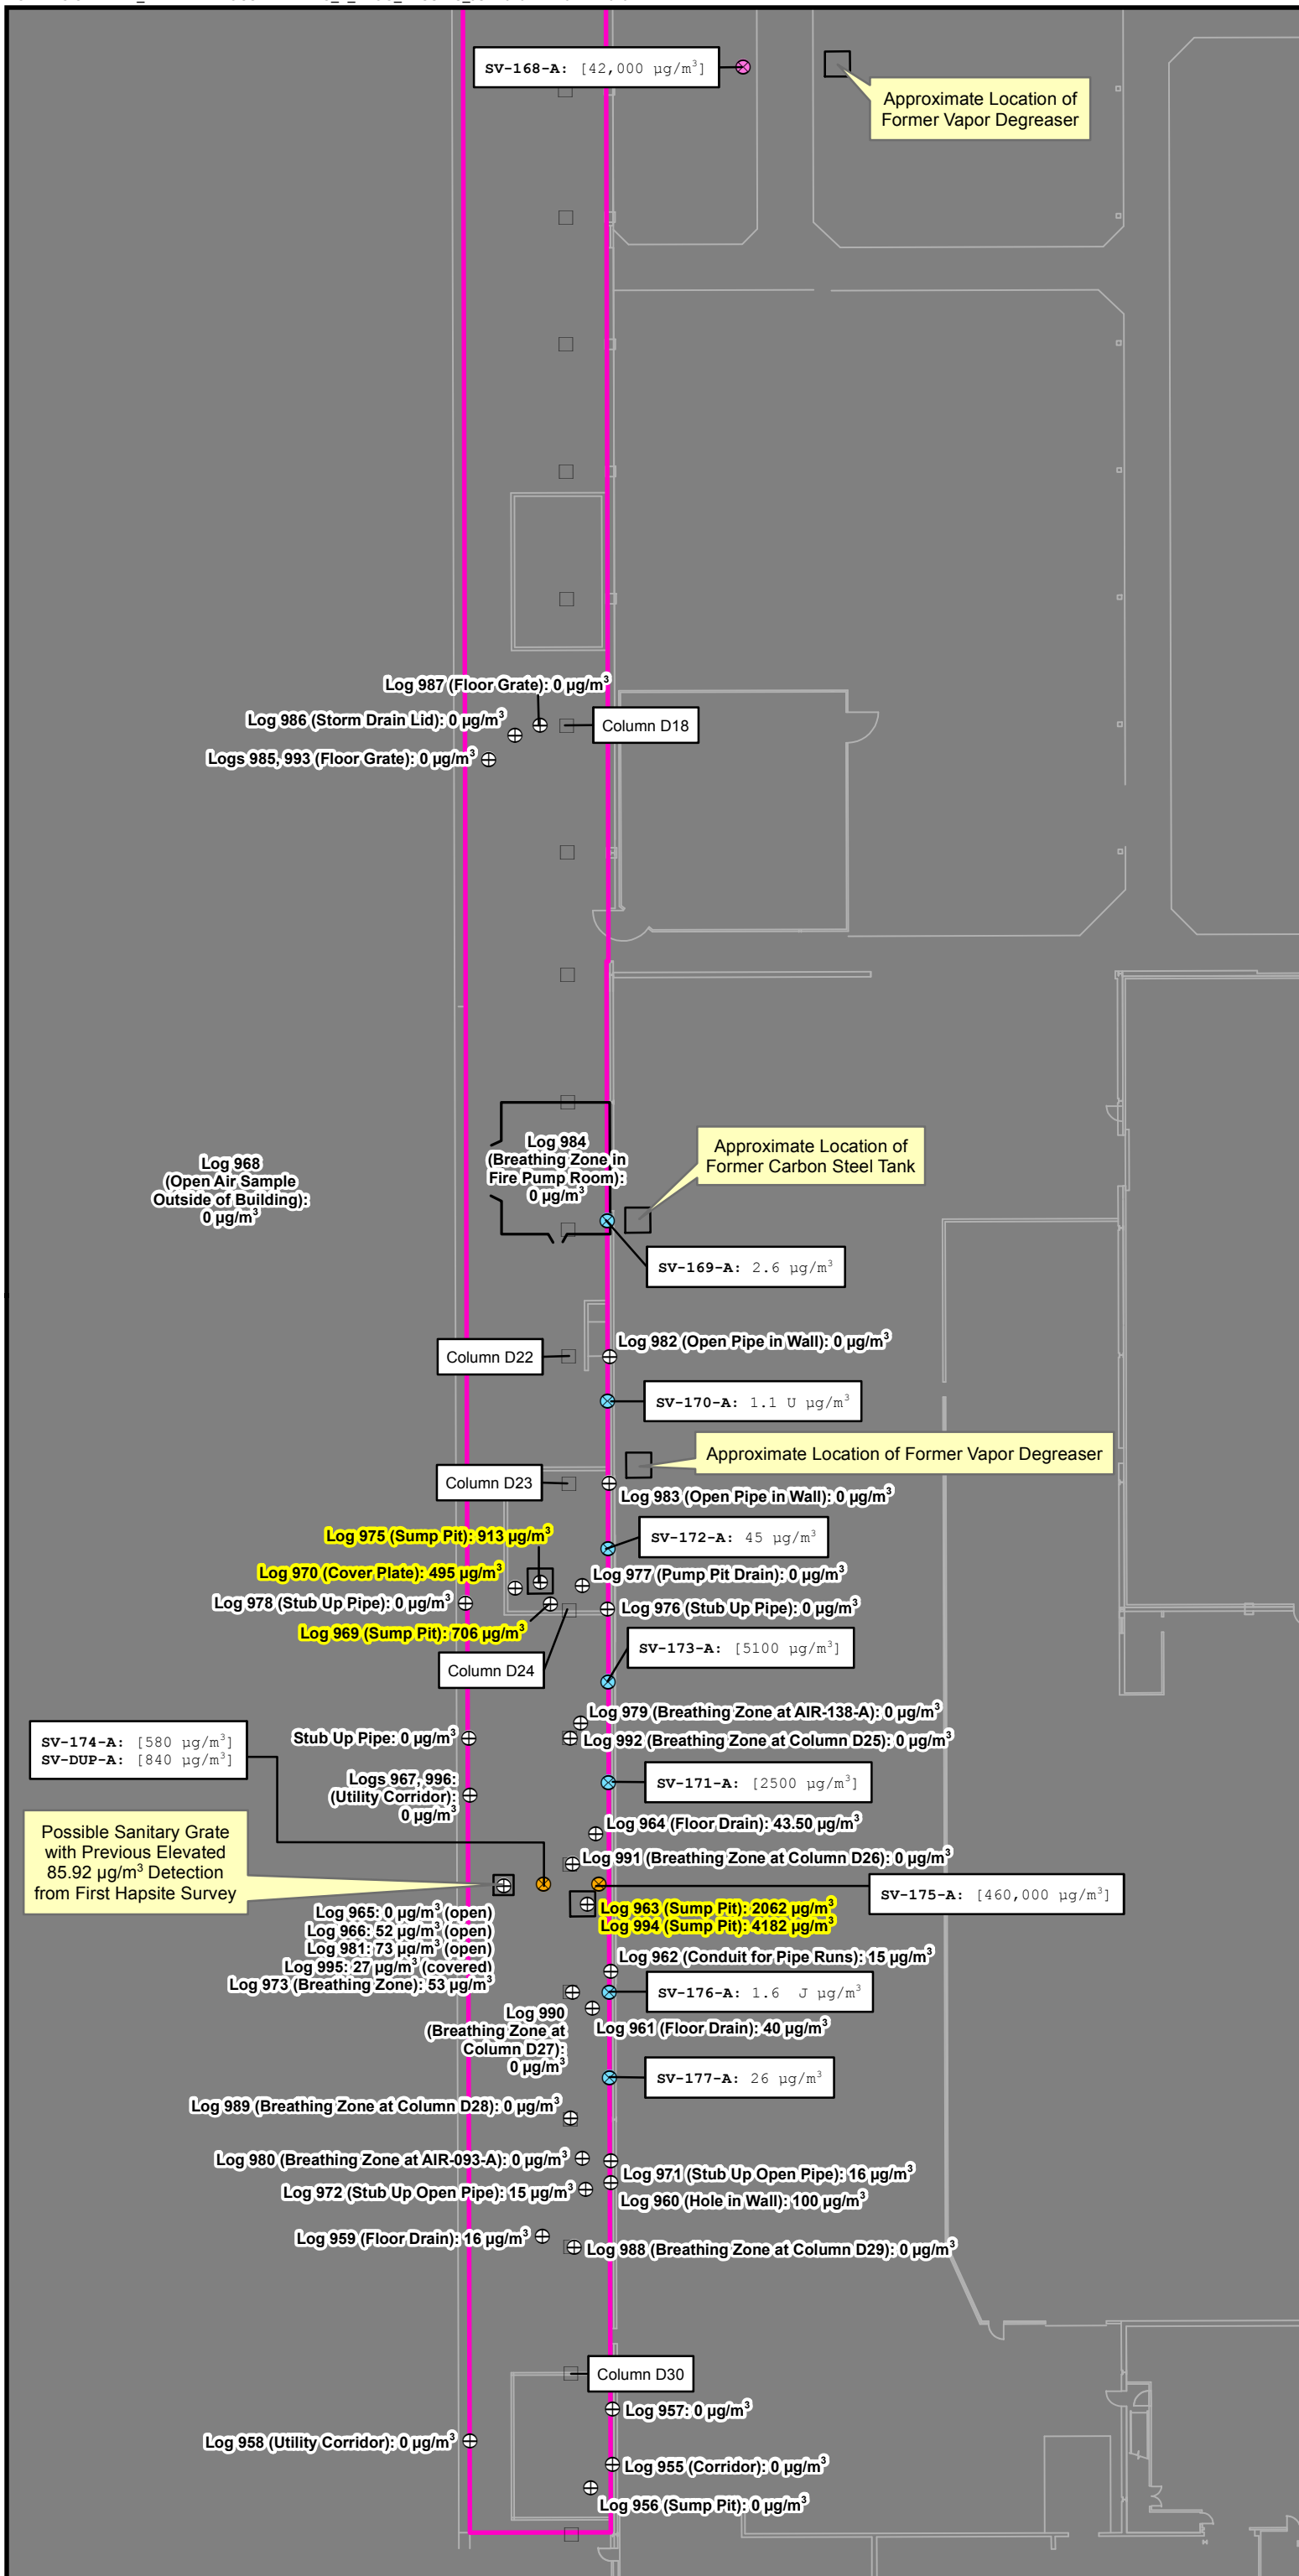 SV-168-A: [42,000 µg/m³]
Approximate Location of
Former Vapor Degreaser
Log 987 (Floor Grate): 0 µg/m³
Log 986 (Storm Drain Lid): 0 µg/m³
Column D18
Logs 985, 993 (Floor Grate): 0 µg/m³
Log 984
(Breathing Zone in
Fire Pump Room):
0 µg/m³
Approximate Location of
Former Carbon Steel Tank
Log 968
(Open Air Sample
Outside of Building):
0 µg/m³
SV-169-A: 2.6 µg/m³
Log 982 (Open Pipe in Wall): 0 µg/m³
Column D22
SV-170-A: 1.1 U µg/m³
Approximate Location of Former Vapor Degreaser
Column D23
Log 983 (Open Pipe in Wall): 0 µg/m³
Log 975 (Sump Pit): 913 µg/m³
SV-172-A: 45 µg/m³
Log 970 (Cover Plate): 495 µg/m³
Log 977 (Pump Pit Drain): 0 µg/m³
Log 978 (Stub Up Pipe): 0 µg/m³
Log 976 (Stub Up Pipe): 0 µg/m³
Log 969 (Sump Pit): 706 µg/m³
SV-173-A: [5100 µg/m³]
Column D24
Log 979 (Breathing Zone at AIR-138-A): 0 µg/m³
Stub Up Pipe: 0 µg/m³
Log 992 (Breathing Zone at Column D25): 0 µg/m³
SV-174-A: [580 µg/m³]
SV-DUP-A: [840 µg/m³]
Logs 967, 996:
(Utility Corridor):
0 µg/m³
SV-171-A: [2500 µg/m³]
Log 964 (Floor Drain): 43.50 µg/m³
Possible Sanitary Grate
with Previous Elevated
85.92 µg/m³ Detection
from First Hapsite Survey
Log 991 (Breathing Zone at Column D26): 0 µg/m³
SV-175-A: [460,000 µg/m³]
Log 963 (Sump Pit): 2062 µg/m³
Log 994 (Sump Pit): 4182 µg/m³
Log 965: 0 µg/m³ (open)
Log 966: 52 µg/m³ (open)
Log 981: 73 µg/m³ (open)
Log 995: 27 µg/m³ (covered)
Log 973 (Breathing Zone): 53 µg/m³
Log 962 (Conduit for Pipe Runs): 15 µg/m³
SV-176-A: 1.6 J µg/m³
Log 990
(Breathing Zone at
Column D27):
0 µg/m³
Log 961 (Floor Drain): 40 µg/m³
SV-177-A: 26 µg/m³
Log 989 (Breathing Zone at Column D28): 0 µg/m³
Log 980 (Breathing Zone at AIR-093-A): 0 µg/m³
Log 971 (Stub Up Open Pipe): 16 µg/m³
Log 972 (Stub Up Open Pipe): 15 µg/m³
Log 960 (Hole in Wall): 100 µg/m³
Log 959 (Floor Drain): 16 µg/m³
Log 988 (Breathing Zone at Column D29): 0 µg/m³
Column D30
Log 957: 0 µg/m³
Log 958 (Utility Corridor): 0 µg/m³
Log 955 (Corridor): 0 µg/m³
Log 956 (Sump Pit): 0 µg/m³